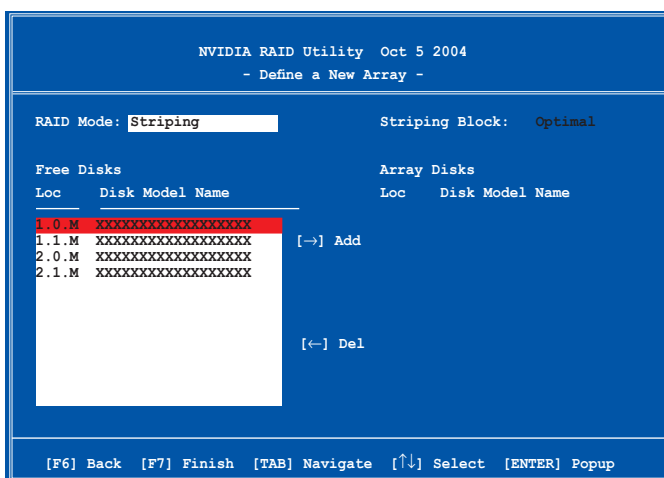 NVIDIA RAID Utility Oct 5 2004
- Define a New Array -
RAID Mode: Striping Striping Block: Optimal
Free Disks Array Disks
Loc Disk Model Name Loc Disk Model Name
1.0.M XXXXXXXXXXXXXXXXXX
1.1.M XXXXXXXXXXXXXXXXXX
2.0.M XXXXXXXXXXXXXXXXXX
2.1.M XXXXXXXXXXXXXXXXXX
[→] Add
[←] Del
[F6] Back [F7] Finish [TAB] Navigate [↑↓] Select [ENTER] Popup